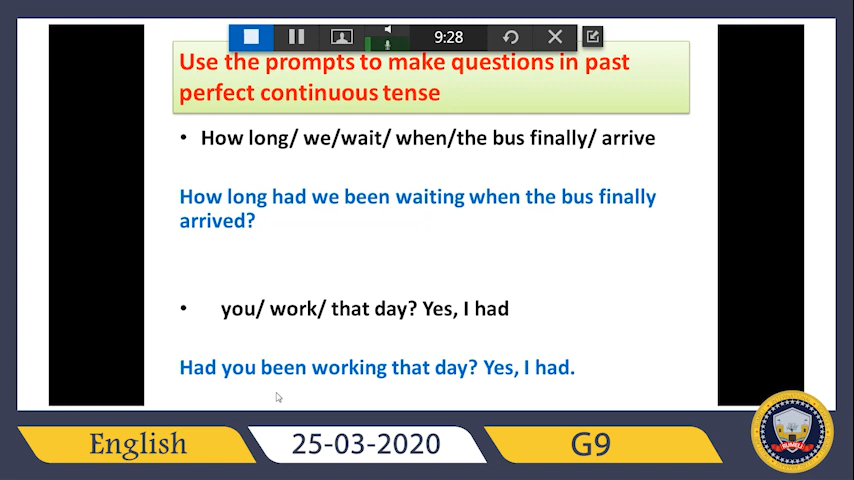 9:28
Use the prompts to make questions in past
perfect continuous tense
• How long/ we/wait/ when/the bus finally/ arrive
How long had we been waiting when the bus finally
arrived?
• you/ work/ that day? Yes, I had
Had you been working that day? Yes, I had.
English
25-03-2020
G9